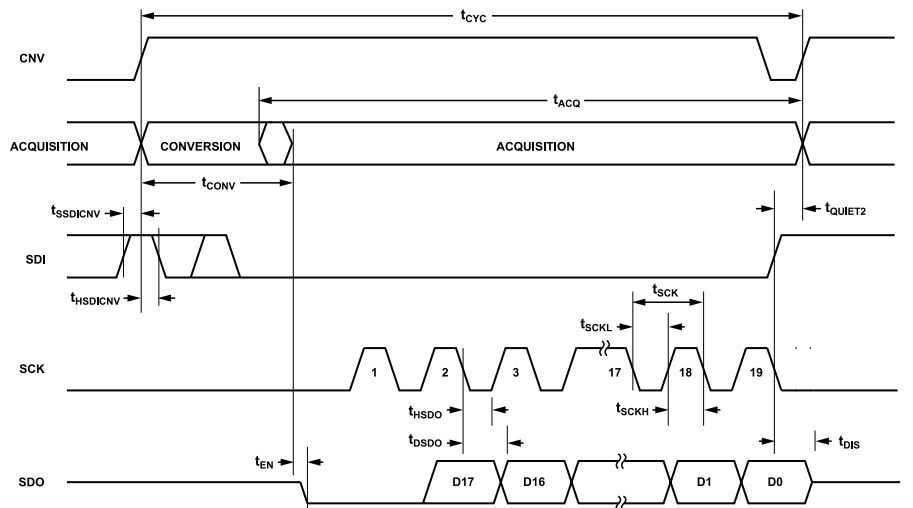 tCYC
CNV
tACQ
ACQUISITION CONVERSION ACQUISITION
tCONV
tSSDICNV
tQUIET2
SDI
tHSDICNV
tSCK
tSCKL
SCK
1 2 3 17 18 19
tHSDO
tSCKH
tDSDO
tDIS
tEN
SDO
D17 D16 D1 D0